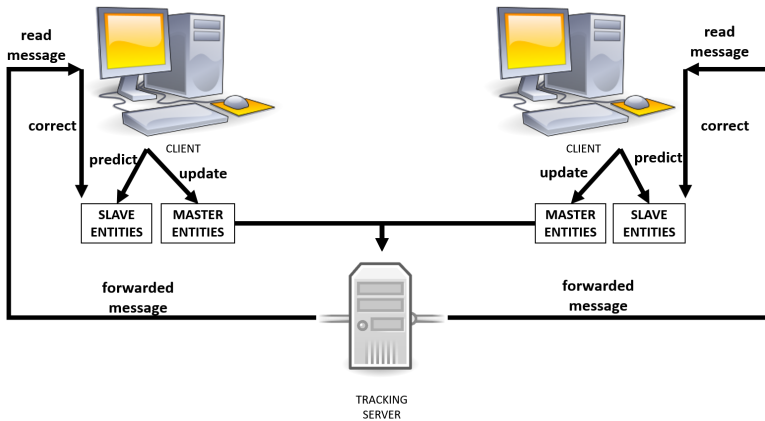 read
message
read
message
correct
correct
CLIENT
CLIENT
predict
update
update
predict
SLAVE
ENTITIES
MASTER
ENTITIES
MASTER
ENTITIES
SLAVE
ENTITIES
forwarded
message
forwarded
message
TRACKING
SERVER